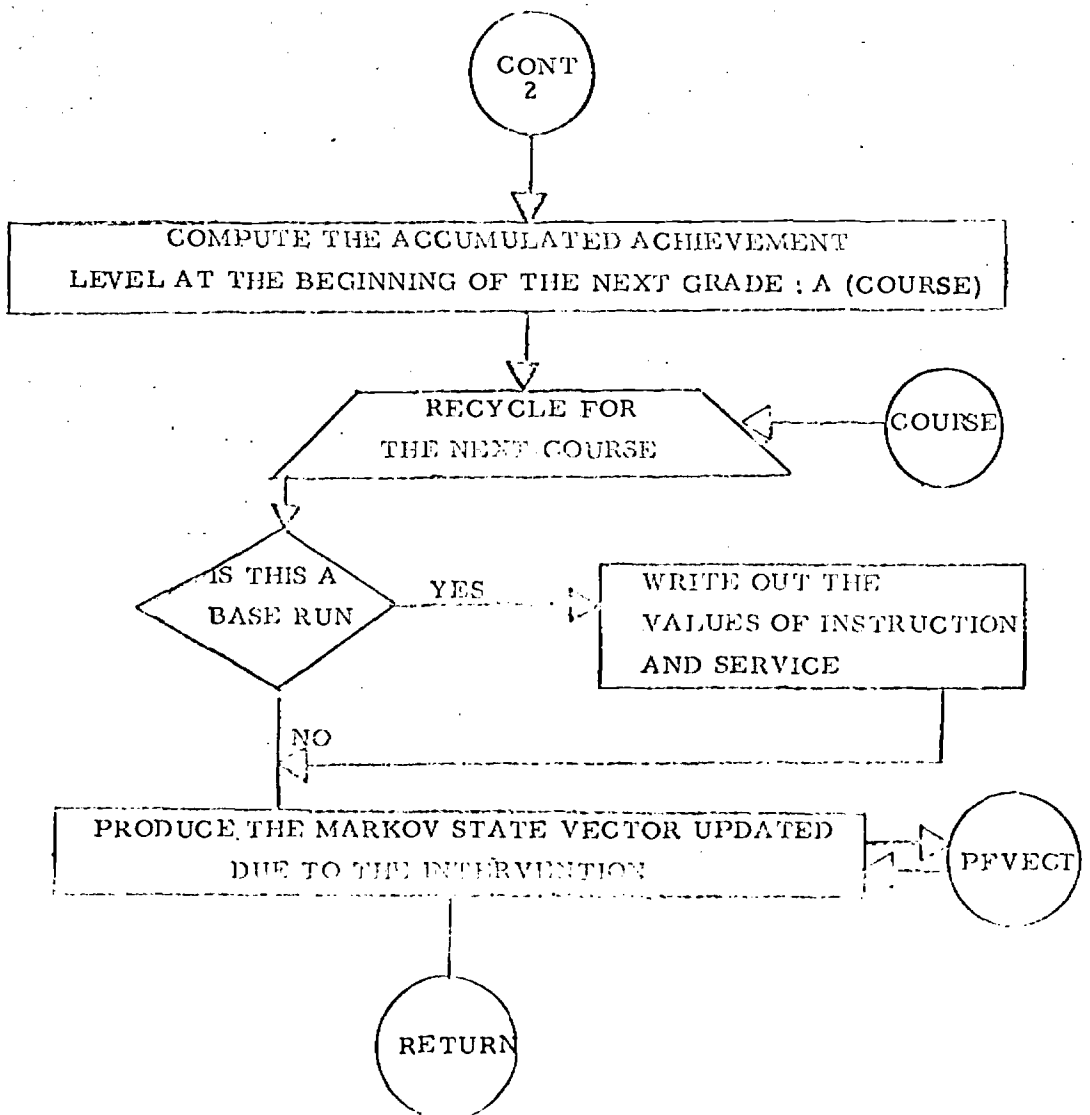 CONT
2
COMPUTE THE ACCUMULATED ACHIEVEMENT
LEVEL AT THE BEGINNING OF THE NEXT GRADE : A (COURSE)
RECYCLE FOR
THE NEXT COURSE
COURSE
IS THIS A
BASE RUN
YES
WRITE OUT THE
VALUES OF INSTRUCTION
AND SERVICE
NO
PRODUCE THE MARKOV STATE VECTOR UPDATED
DUE TO THE INTERVENTION
PFVECT
RETURN